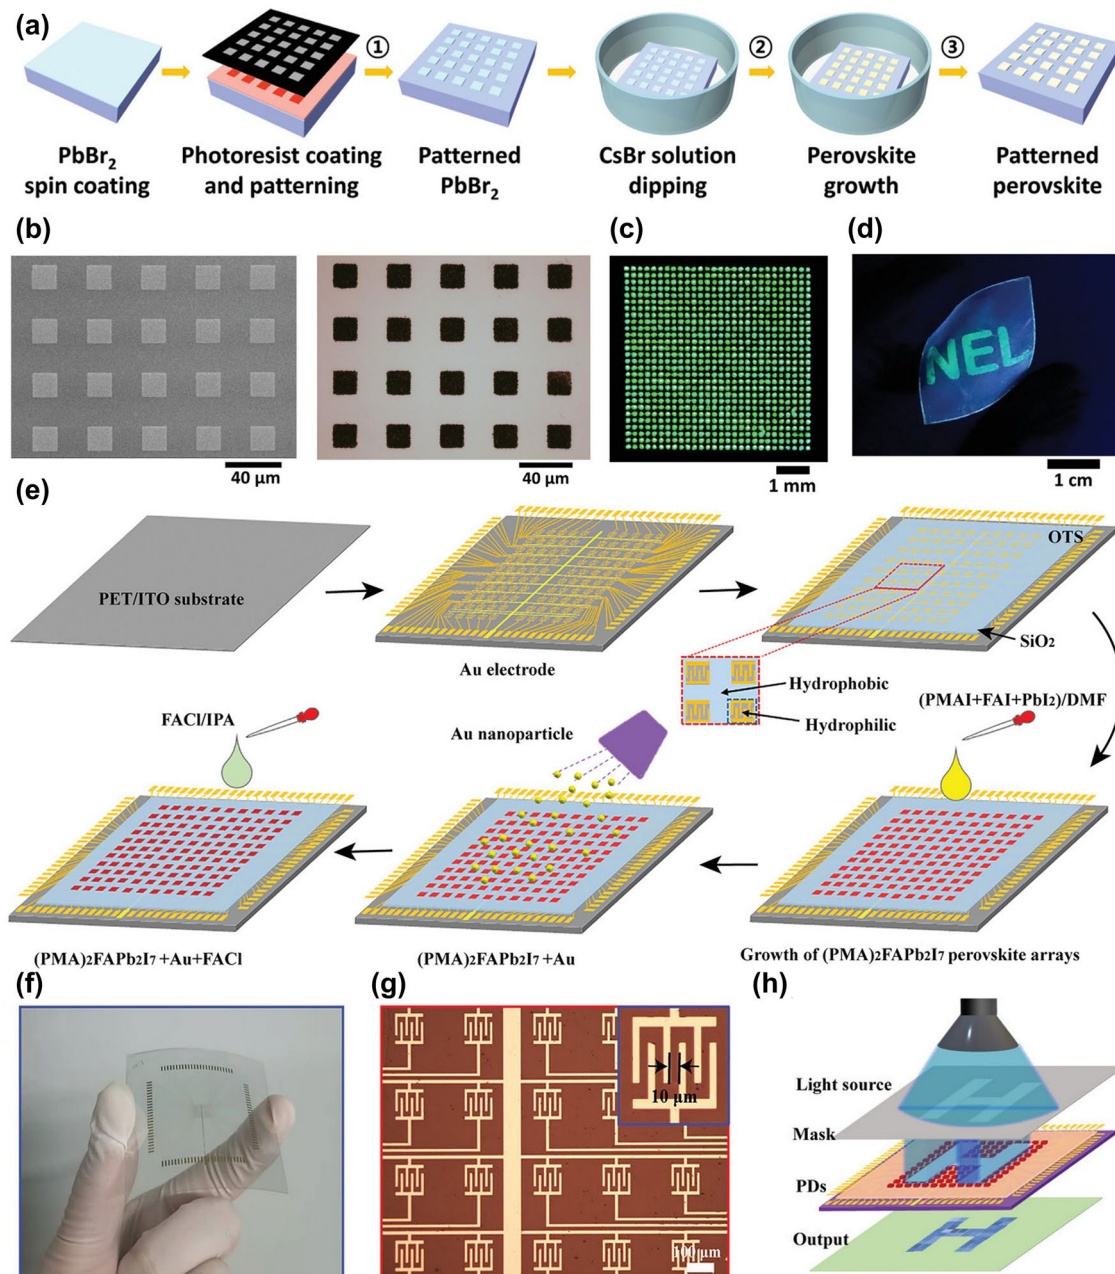 (a)
①
②
③
PbBr2
spin coating
Photoresist coating
and patterning
Patterned
PbBr2
CsBr solution
dipping
Perovskite
growth
Patterned
perovskite
(b)
40 µm
40 µm
(c)
1 mm
(d)
NEL
1 cm
(e)
PET/ITO substrate
Au electrode
OTS
SiO2
Hydrophobic
Hydrophilic
(PMAI+FAI+PbI2)/DMF
FACl/IPA
Au nanoparticle
(PMA)2FAPb2I7 +Au+FACl
(PMA)2FAPb2I7 +Au
Growth of (PMA)2FAPb2I7 perovskite arrays
(f)
(g)
10 µm
100 µm
(h)
Light source
H
Mask
PDs
Output
H